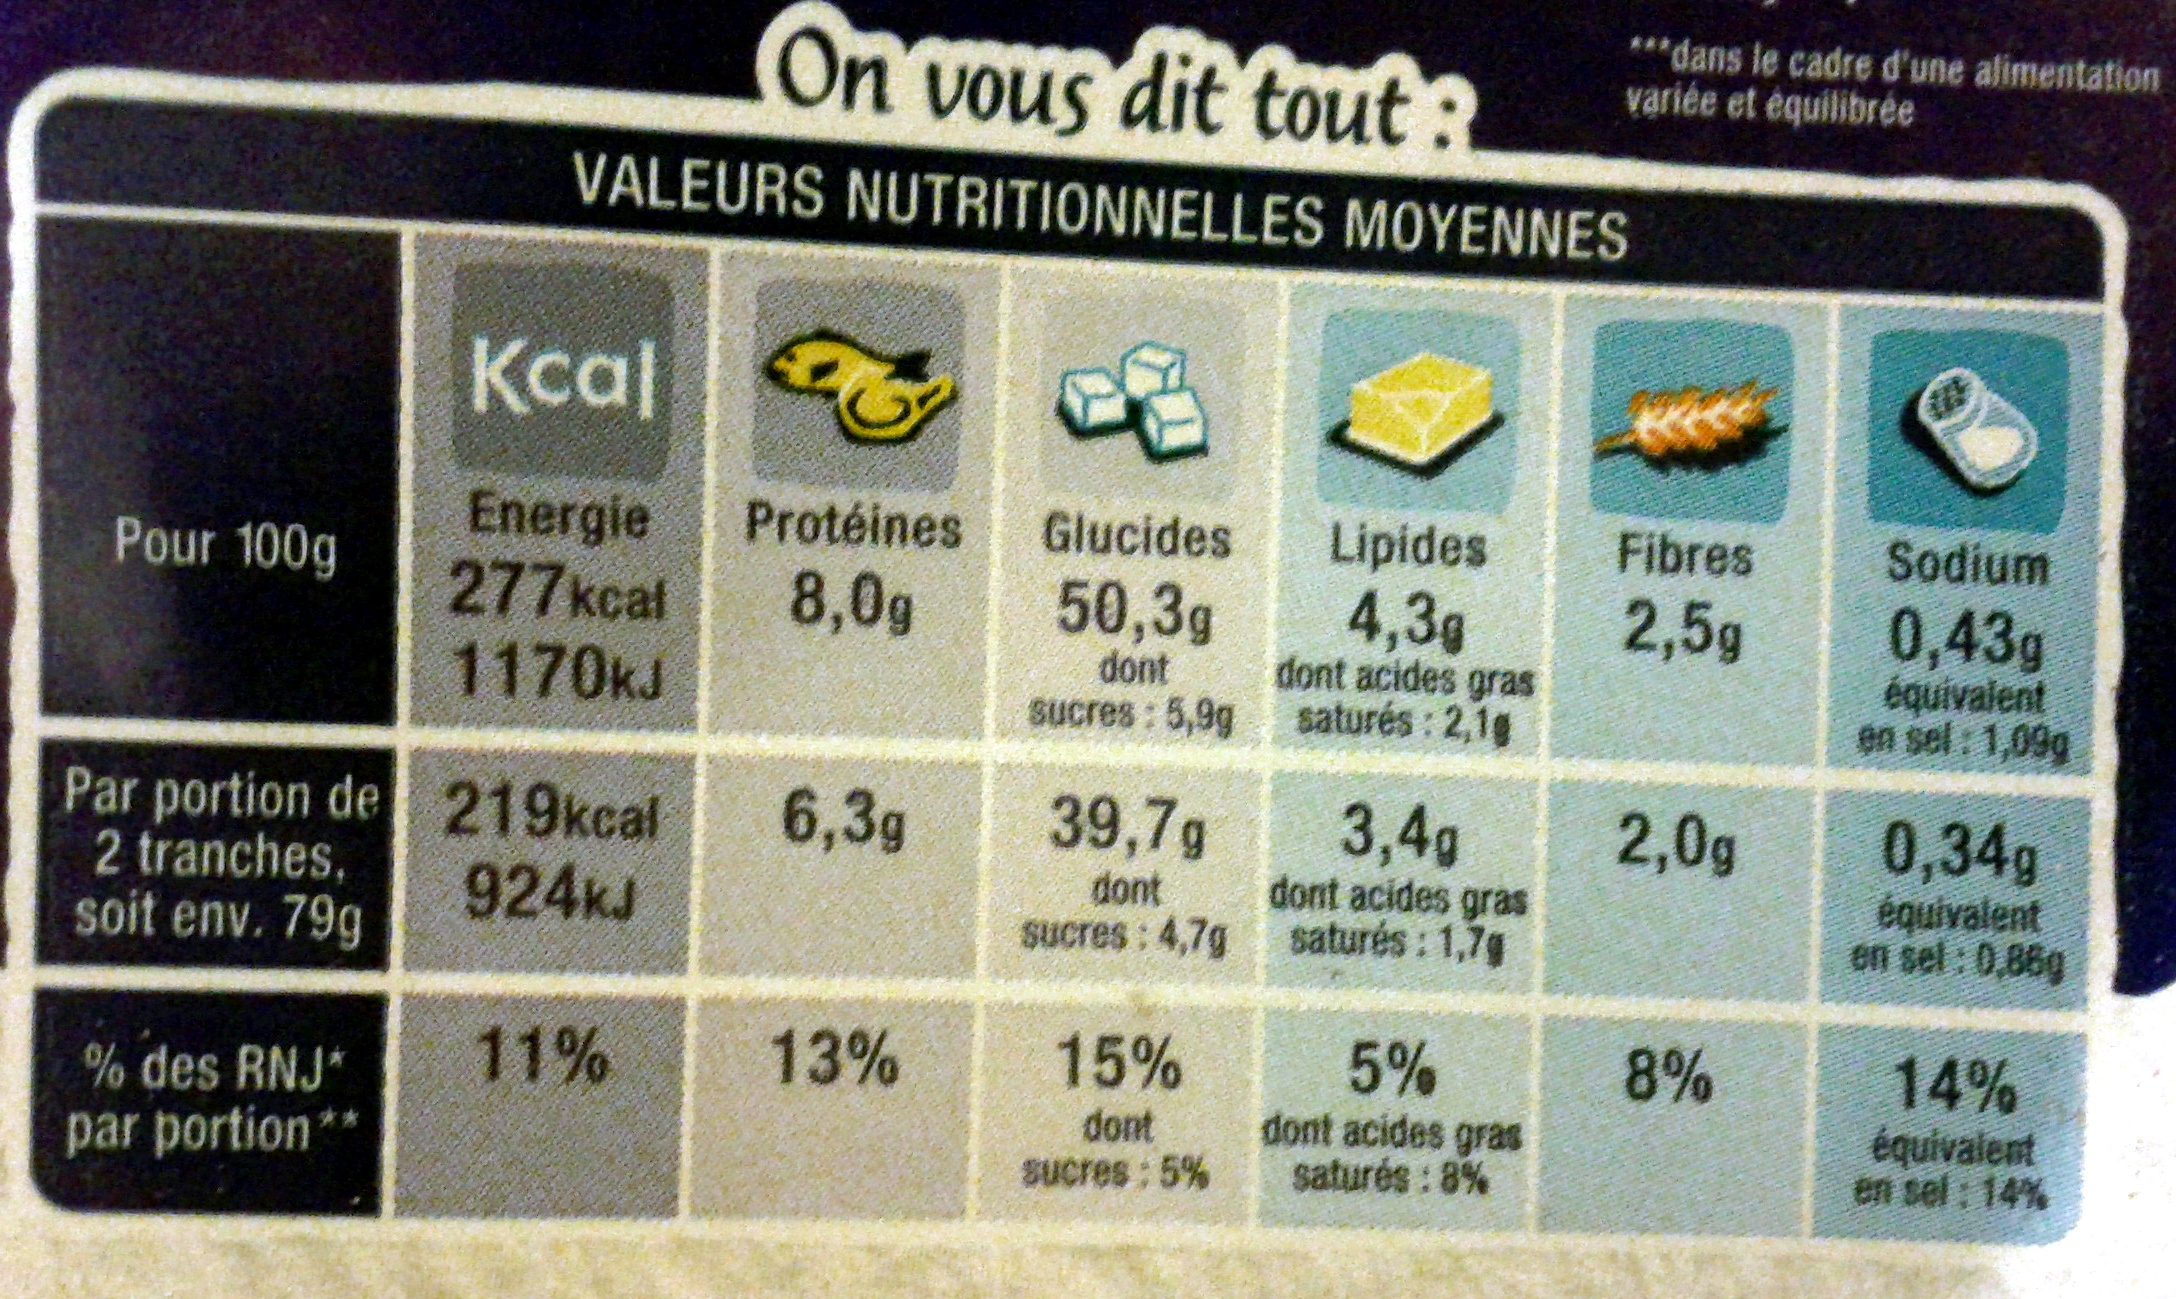 On vous dit tout :
***dans le cadre d'une alimentation
variée et équilibrée
VALEURS NUTRITIONNELLES MOYENNES
Kcal
Energie
Protéines
Glucides
Lipides
Fibres
Sodium
Pour 100g
277kcal
1170kJ
8,0g
50,3g
dont
sucres : 5,9g
4,3g
dont acides gras
saturés : 2,1g
2,5g
0,43g
équivalent
en sel : 1,09g
Par portion de
2 tranches,
soit env. 79g
219kcal
924kJ
6,3g
39,7g
dont
sucres : 4,7g
3,4g
dont acides gras
saturés : 1,7g
2,0g
0,34g
équivalent
en sel : 0,86g
% des RNJ*
par portion**
11%
13%
15%
dont
sucres : 5%
5%
dont acides gras
saturés : 8%
8%
14%
équivalent
en sel : 14%